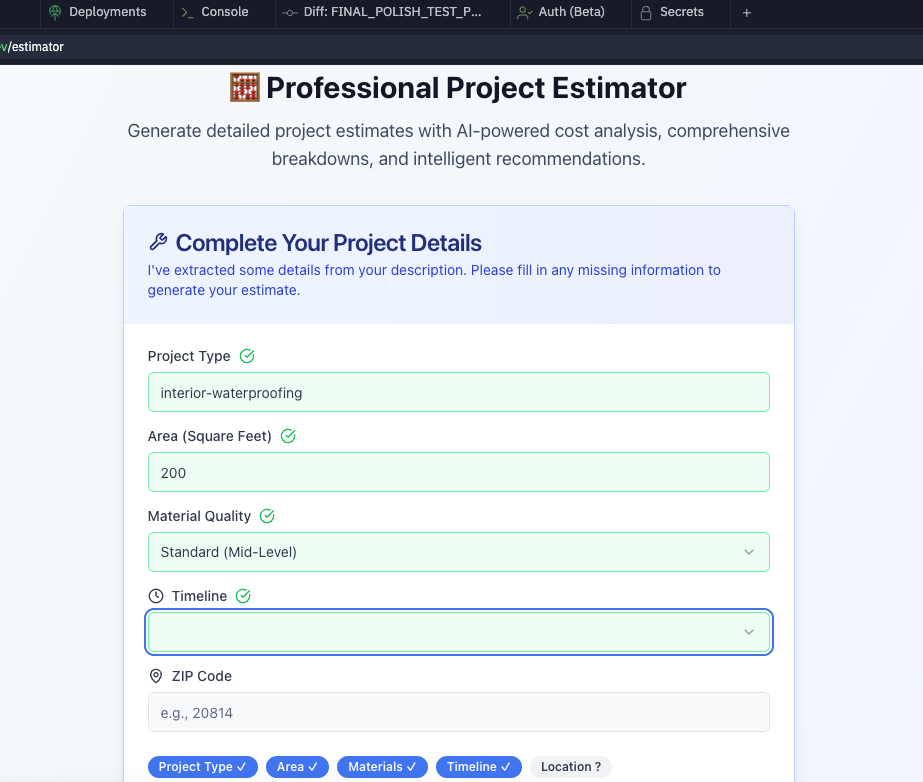 Deployments
Console
Diff: FINAL_POLISH_TEST_P...
Auth (Beta)
Secrets
+
v/estimator
Professional Project Estimator
Generate detailed project estimates with AI-powered cost analysis, comprehensive
breakdowns, and intelligent recommendations.
Complete Your Project Details
I've extracted some details from your description. Please fill in any missing information to
generate your estimate.
Project Type
interior-waterproofing
Area (Square Feet)
200
Material Quality
Standard (Mid-Level)
Timeline
ZIP Code
e.g., 20814
Project Type ✓ Area ✓ Materials ✓ Timeline ✓ Location ?